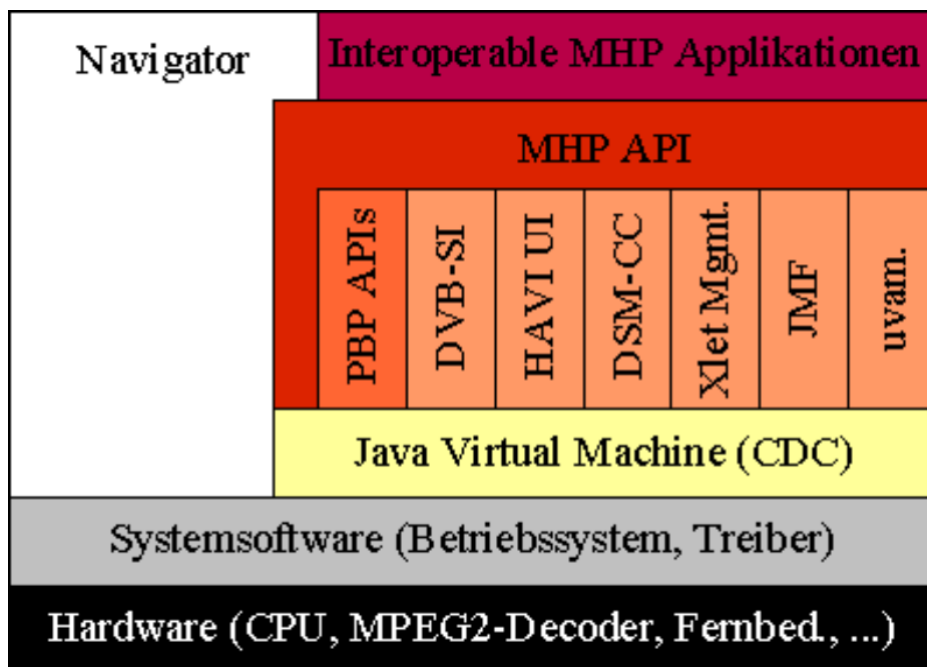 Navigator
Interoperable MHP Applikationen
MHP API
PBP APIs
DVB-SI
HAVI UI
DSM-CC
Xlet Mgmt.
JMF
uvam.
Java Virtual Machine (CDC)
Systemsoftware (Betriebssystem, Treiber)
Hardware (CPU, MPEG2-Decoder, Fernbed., ...)